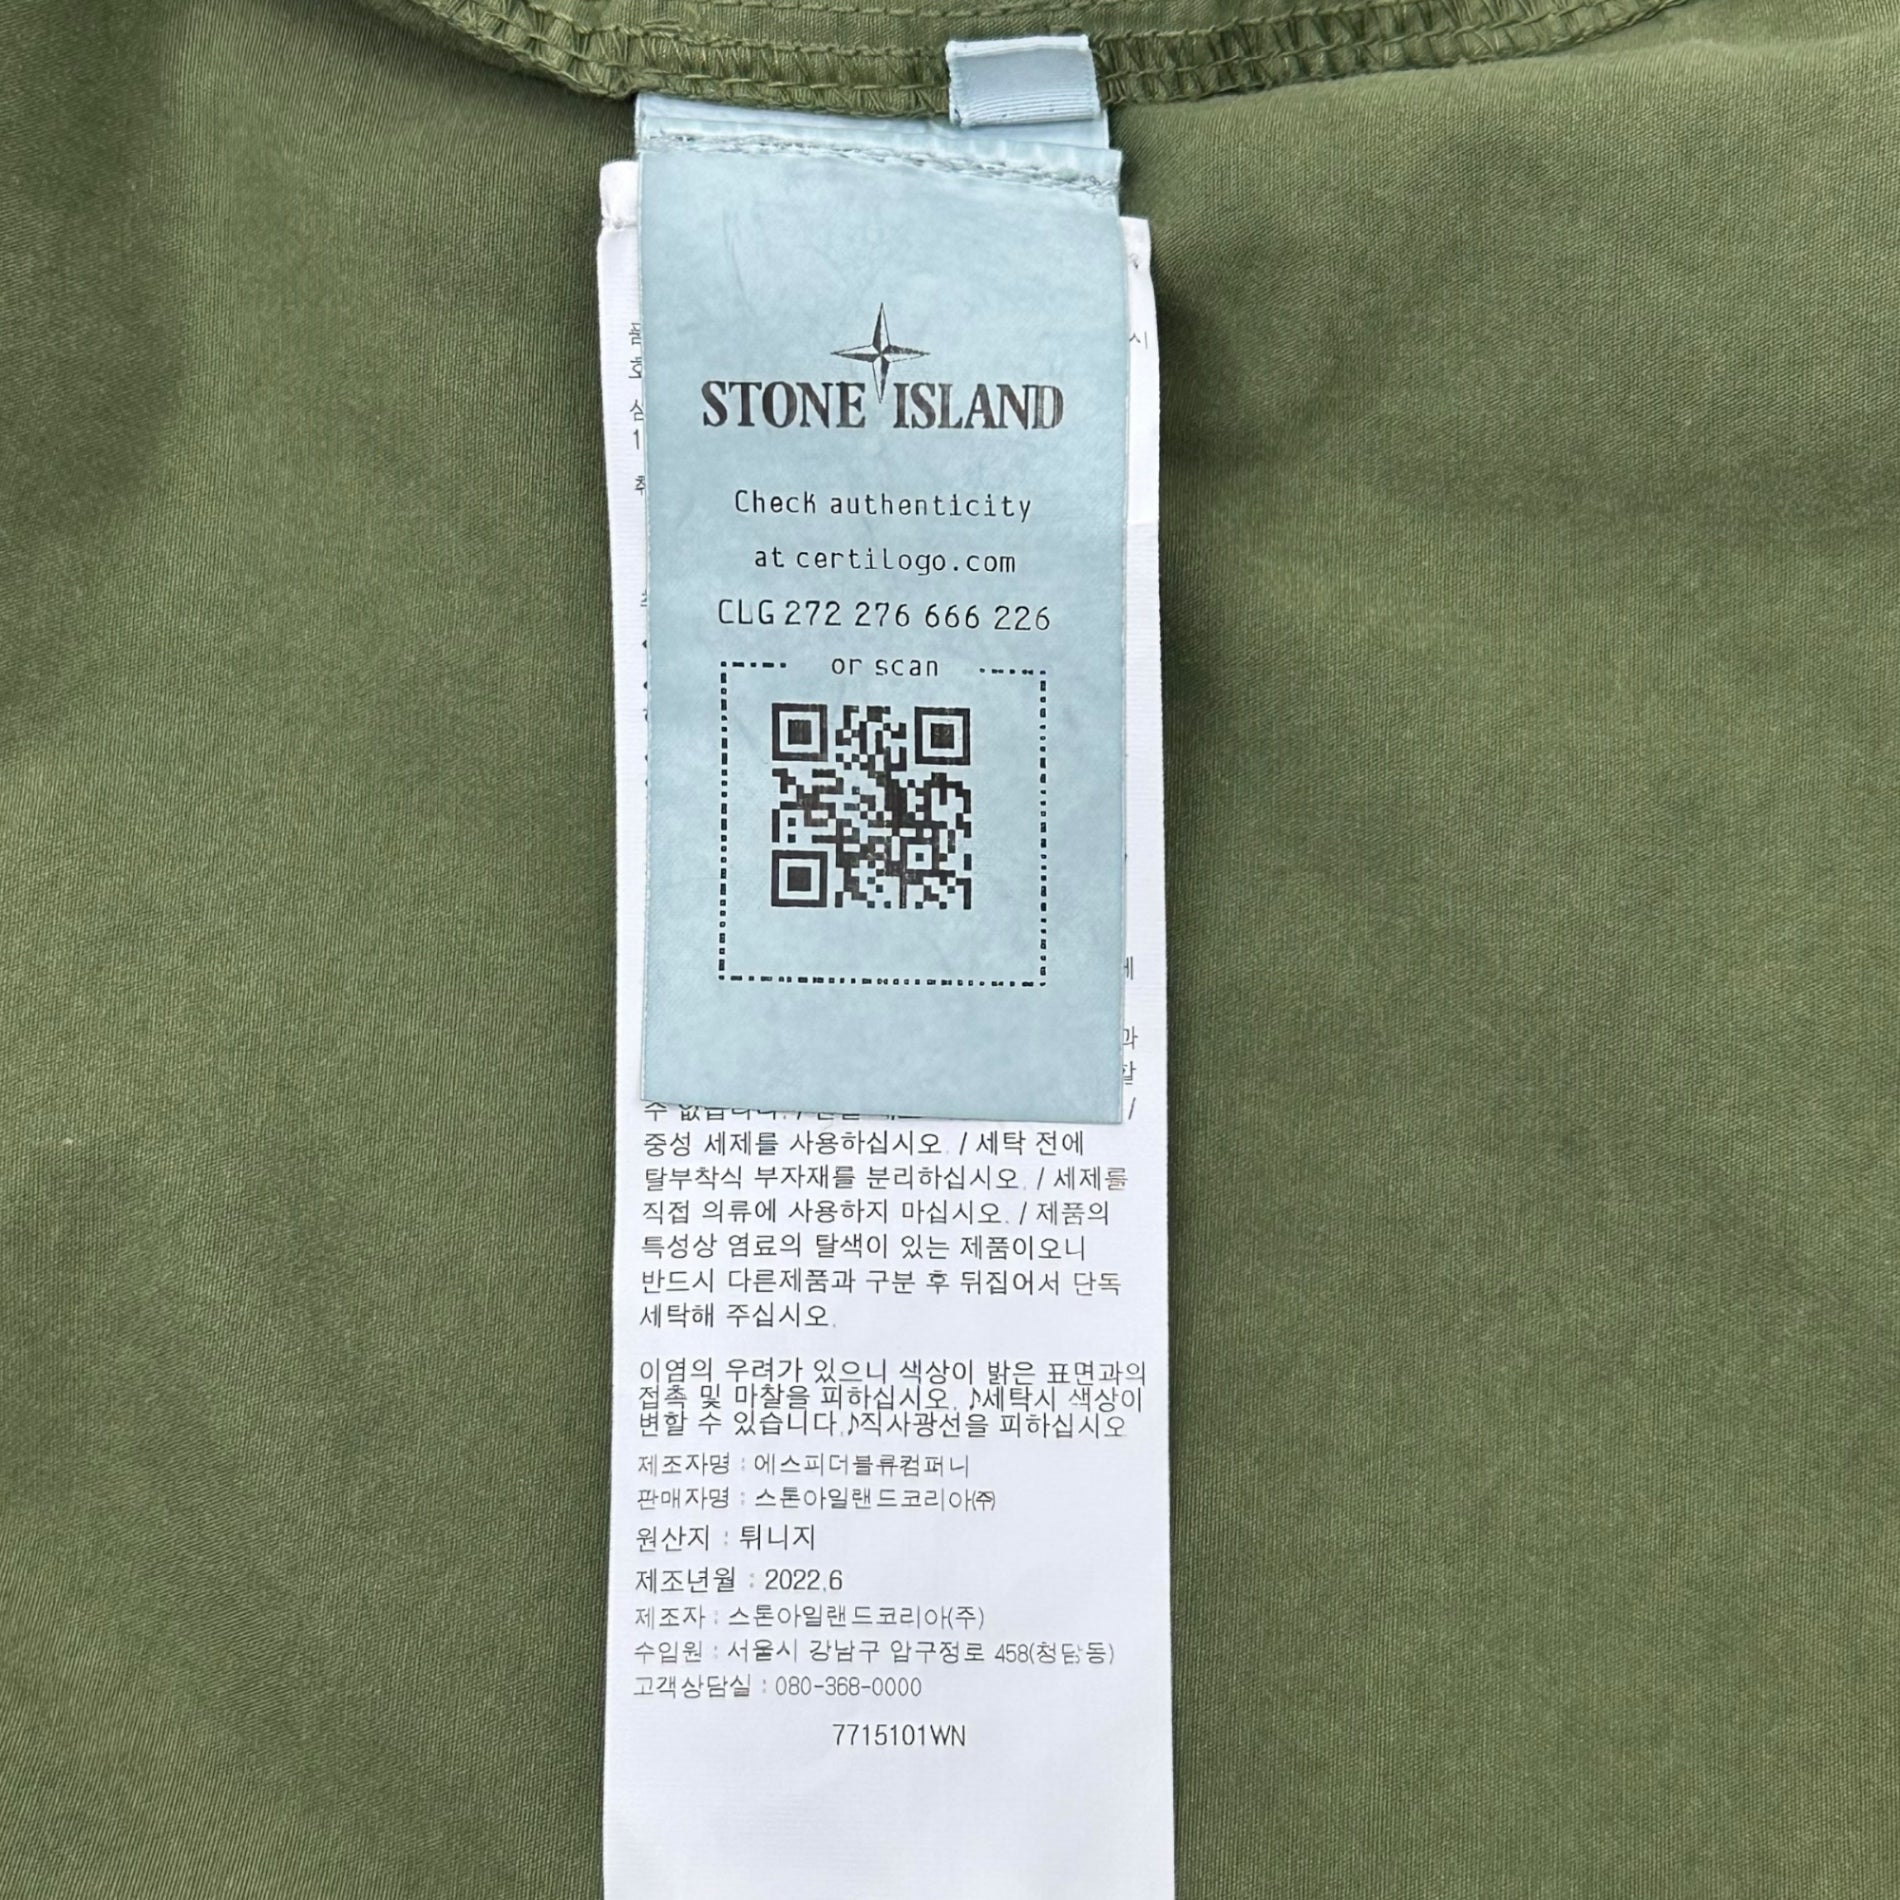 STONE ISLAND
Check authenticity
at certilogo.com
CLG 272 276 666 226
or scan
중성 세제를 사용하십시오. / 세탁 전에
탈부착식 부자재를 분리하십시오. / 세제를
직접 의류에 사용하지 마십시오. / 제품의
특성상 염료의 탈색이 있는 제품이오니
반드시 다른제품과 구분 후 뒤집어서 단독
세탁해 주십시오.
이염의 우려가 있으니 색상이 밝은 표면과의
접촉 및 마찰을 피하십시오. ♪세탁시 색상이
변할 수 있습니다.♪직사광선을 피하십시오
제조자명 : 에스피더블류컴퍼니
판매자명 : 스톤아일랜드코리아㈜
원산지 : 튀니지
제조년월 : 2022.6
제조자 : 스톤아일랜드코리아(주)
수입원 : 서울시 강남구 압구정로 458(청담동)
고객상담실 : 080-368-0000
7715101WN